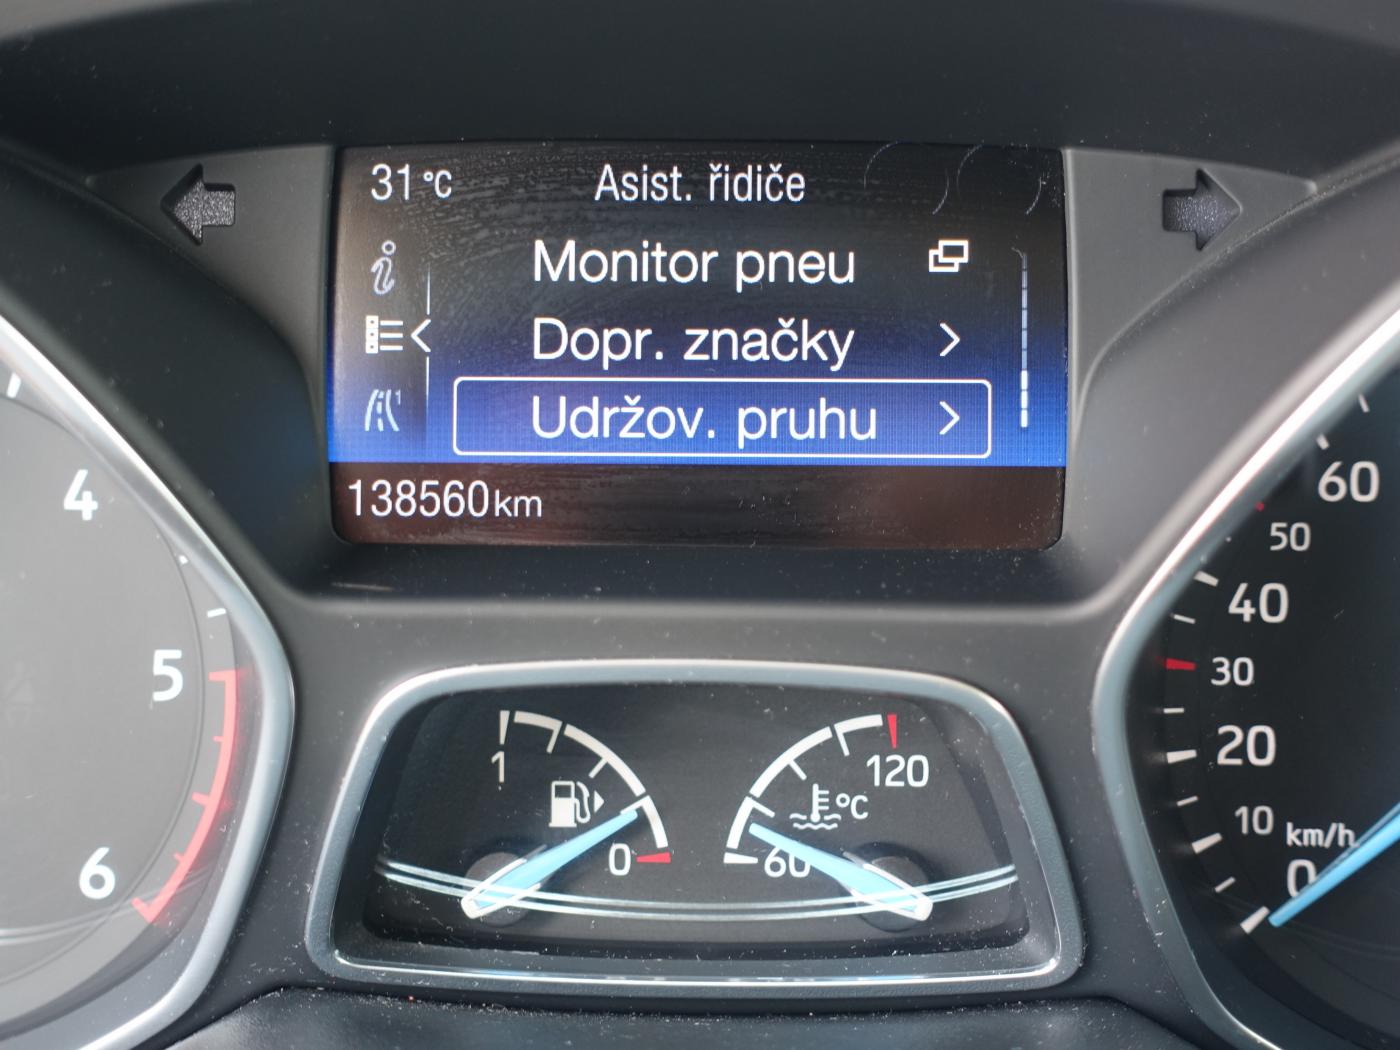 31°C Asist. řidiče
Monitor pneu
Dopr. značky
Udržov. pruhu
138560km
4
5
6
1
0
120
°C
60
60
50
40
30
20
10 km/h
0